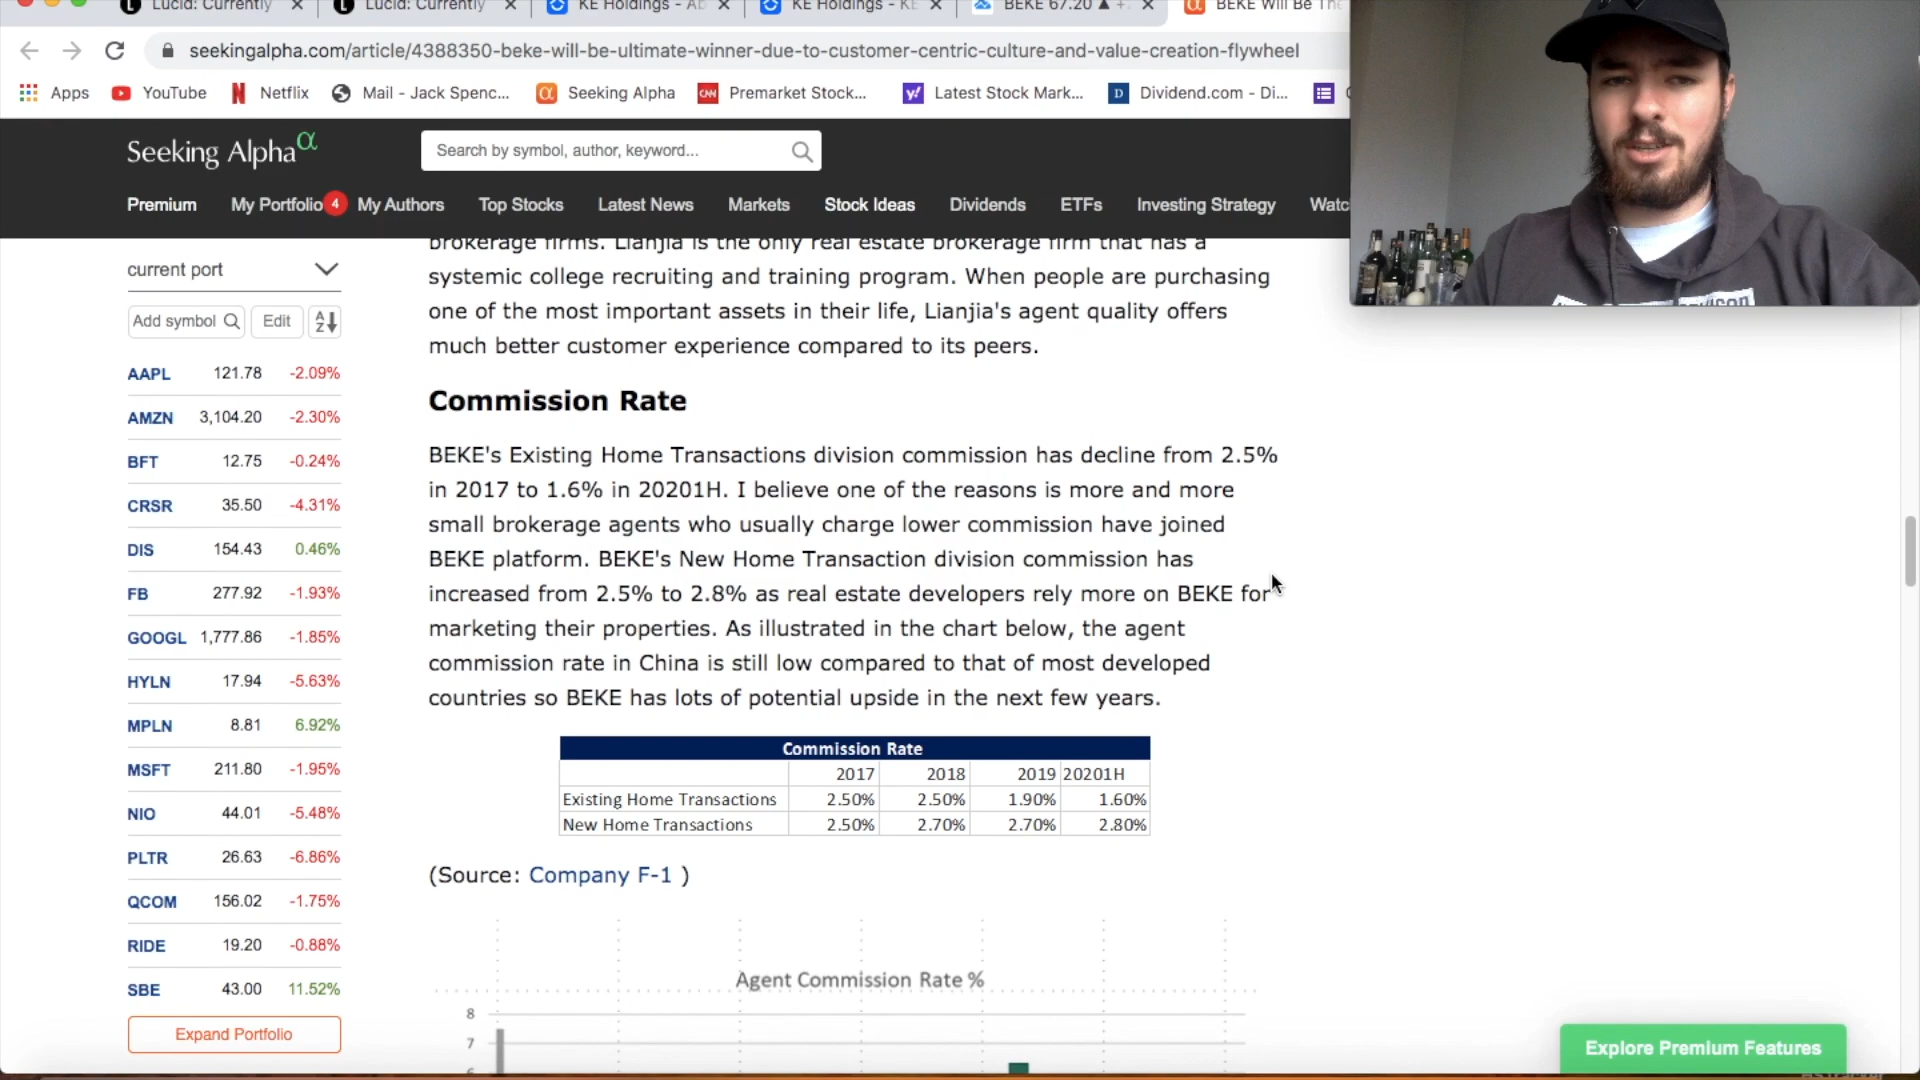 Lucid: Currently
Lucid: Currently
KE Holdings - Ab
KE Holdings - KE
BEKE 67.20 ▲ +
BEKE Will Be The
seekingalpha.com/article/4388350-beke-will-be-ultimate-winner-due-to-customer-centric-culture-and-value-creation-flywheel
Apps YouTube Netflix Mail - Jack Spenc... Seeking Alpha Premarket Stock... Latest Stock Mark... Dividend.com - Di...
Seeking Alpha α
Search by symbol, author, keyword...
Premium My Portfolio 4 My Authors Top Stocks Latest News Markets Stock Ideas Dividends ETFs Investing Strategy Watc
current port
Add symbol Edit A Z
AAPL 121.78 -2.09%
AMZN 3,104.20 -2.30%
BFT 12.75 -0.24%
CRSR 35.50 -4.31%
DIS 154.43 0.46%
FB 277.92 -1.93%
GOOGL 1,777.86 -1.85%
HYLN 17.94 -5.63%
MPLN 8.81 6.92%
MSFT 211.80 -1.95%
NIO 44.01 -5.48%
PLTR 26.63 -6.86%
QCOM 156.02 -1.75%
RIDE 19.20 -0.88%
SBE 43.00 11.52%
Expand Portfolio
brokerage firms. Lianjia is the only real estate brokerage firm that has a
systemic college recruiting and training program. When people are purchasing
one of the most important assets in their life, Lianjia's agent quality offers
much better customer experience compared to its peers.
Commission Rate
BEKE's Existing Home Transactions division commission has decline from 2.5%
in 2017 to 1.6% in 20201H. I believe one of the reasons is more and more
small brokerage agents who usually charge lower commission have joined
BEKE platform. BEKE's New Home Transaction division commission has
increased from 2.5% to 2.8% as real estate developers rely more on BEKE for
marketing their properties. As illustrated in the chart below, the agent
commission rate in China is still low compared to that of most developed
countries so BEKE has lots of potential upside in the next few years.
Commission Rate
2017 2018 2019 20201H
Existing Home Transactions 2.50% 2.50% 1.90% 1.60%
New Home Transactions 2.50% 2.70% 2.70% 2.80%
(Source: Company F-1 )
Agent Commission Rate %
8
7
6
Explore Premium Features